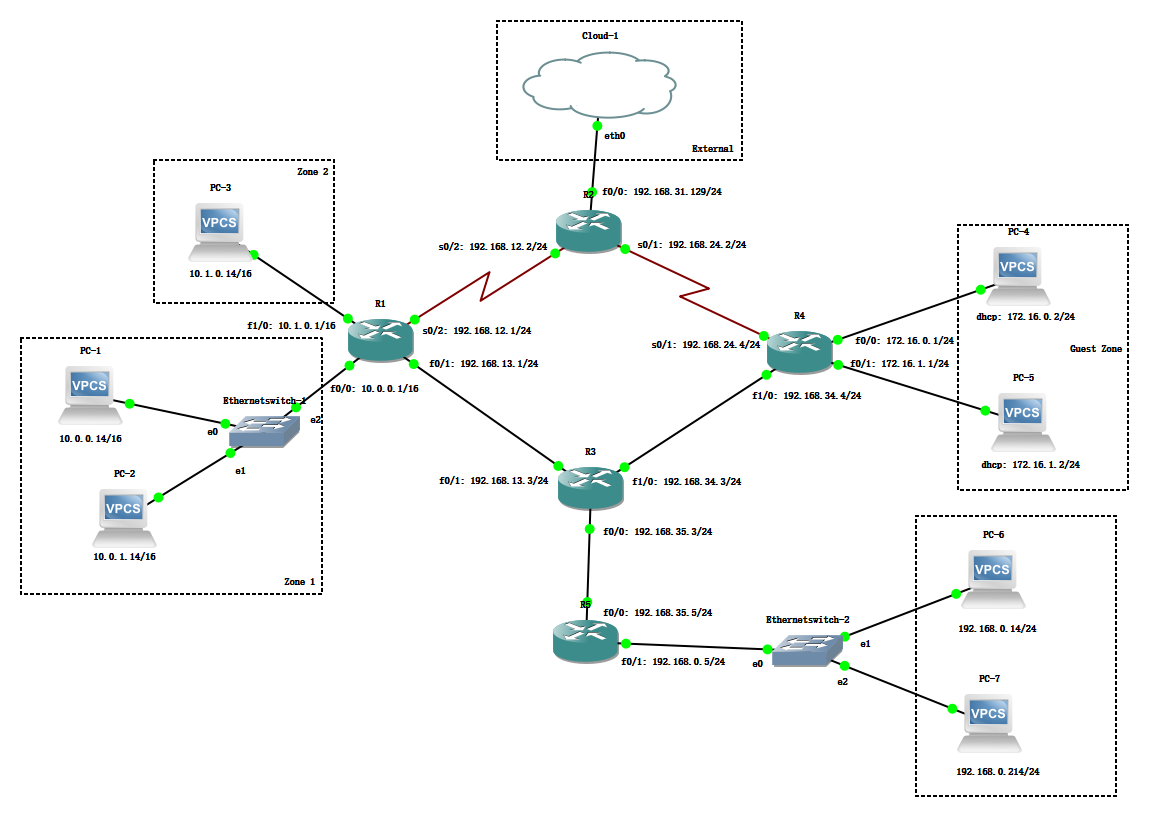 Cloud-1
eth0
External
Zone 2
PC-3
VPCS
10.1.0.14/16
R2
f0/0: 192.168.31.129/24
s0/2: 192.168.12.2/24
s0/1: 192.168.24.2/24
PC-4
VPCS
dhcp: 172.16.0.2/24
Guest Zone
PC-5
VPCS
dhcp: 172.16.1.2/24
R1
f1/0: 10.1.0.1/16
s0/2: 192.168.12.1/24
f0/1: 192.168.13.1/24
f0/0: 10.0.0.1/16
R4
s0/1: 192.168.24.4/24
f0/0: 172.16.0.1/24
f0/1: 172.16.1.1/24
f1/0: 192.168.34.4/24
PC-1
VPCS
10.0.0.14/16
Ethernetswitch-1
e0
e2
e1
PC-2
VPCS
10.0.1.14/16
Zone 1
R3
f0/1: 192.168.13.3/24
f1/0: 192.168.34.3/24
f0/0: 192.168.35.3/24
R5
f0/0: 192.168.35.5/24
f0/1: 192.168.0.5/24
Ethernetswitch-2
e0
e1
e2
PC-6
VPCS
192.168.0.14/24
PC-7
VPCS
192.168.0.214/24